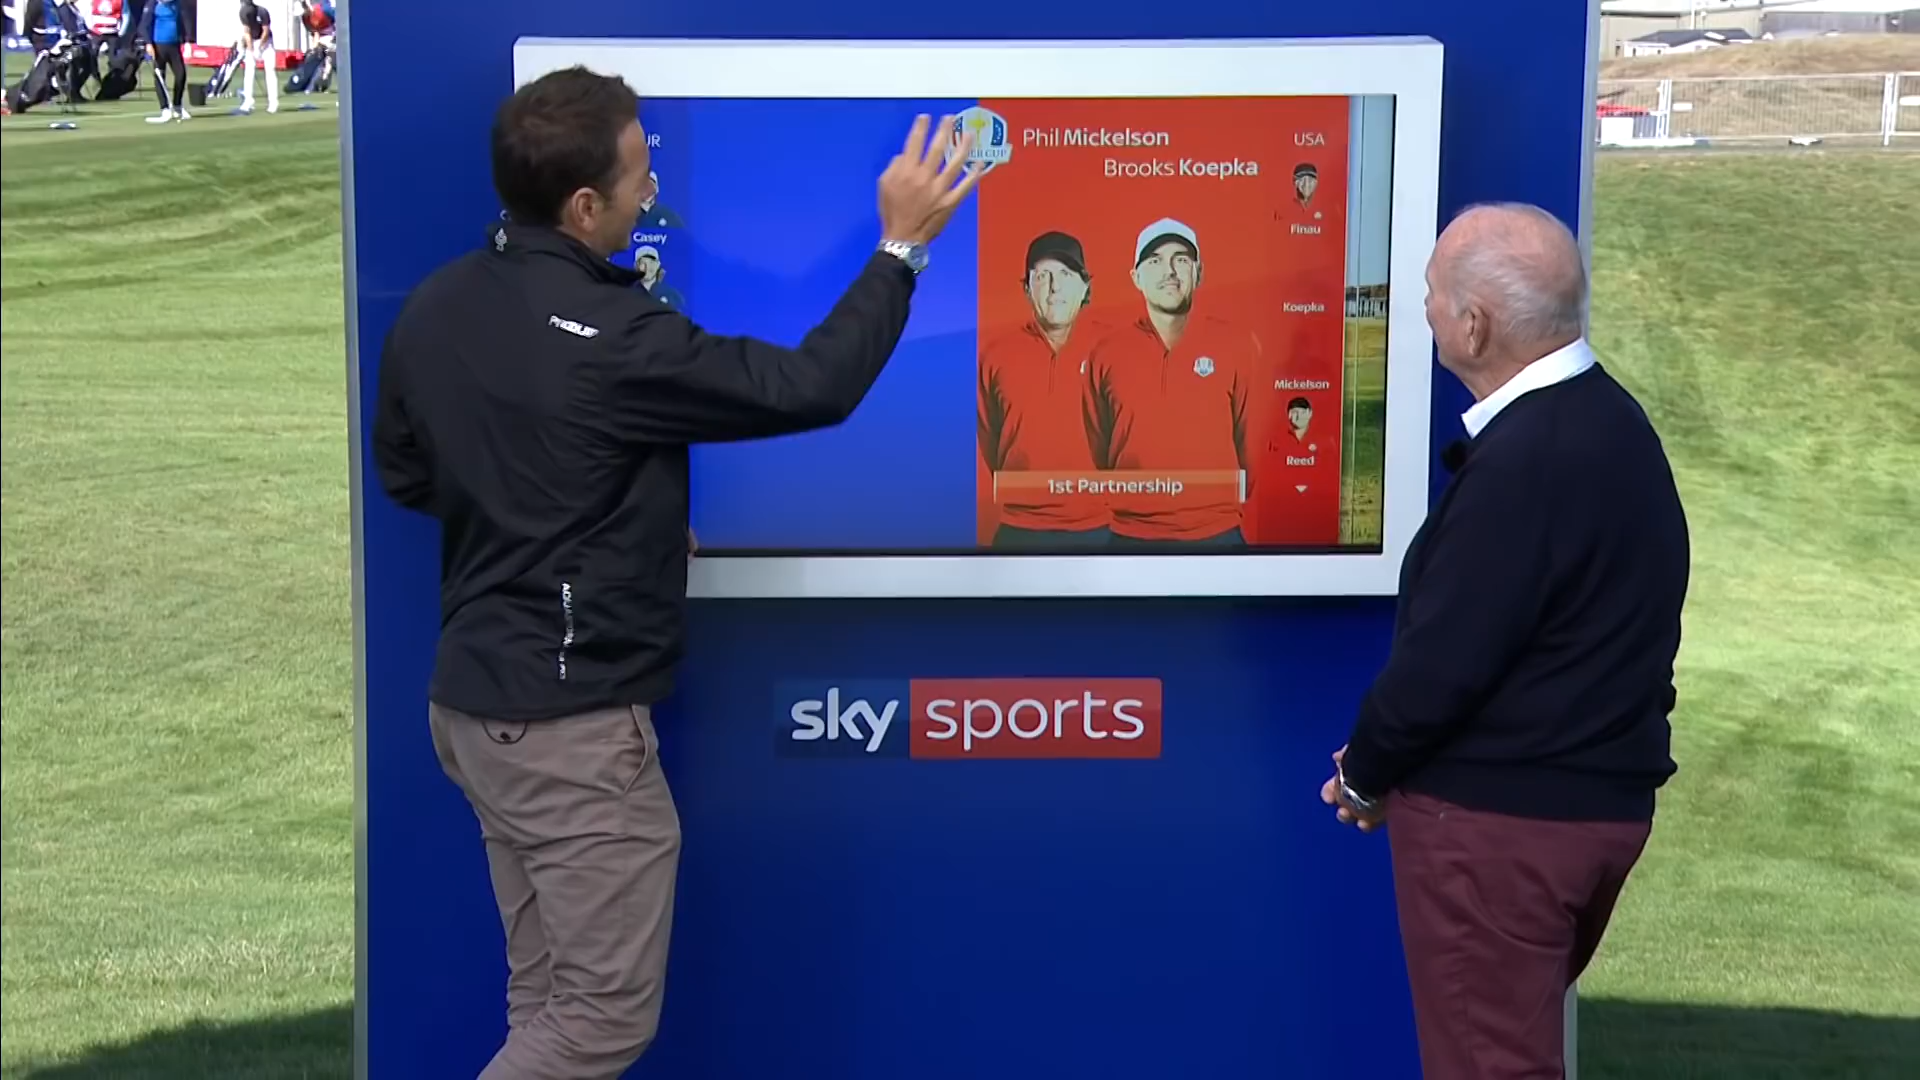 Phil Mickelson
Brooks Koepka
USA
Finau
Koepka
Mickelson
Reed
Casey
1st Partnership
sky sports